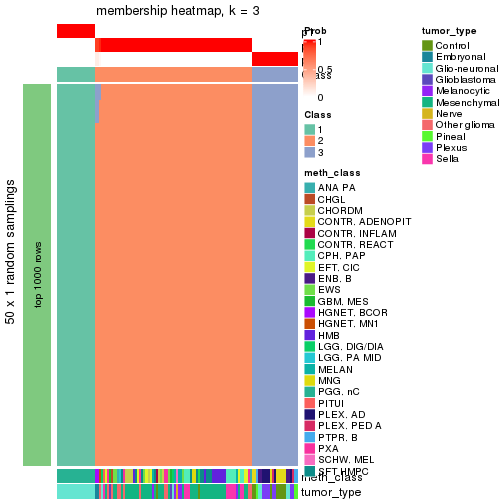 membership heatmap, k = 3
50 x 1 random samplings
top 1000 rows
Prob
1
0.5
0
Class
1
2
3
meth_class
ANA PA
CHGL
CHORDM
CONTR. ADENOPIT
CONTR. INFLAM
CONTR. REACT
CPH. PAP
EFT. CIC
ENB. B
EWS
GBM. MES
HGNET. BCOR
HGNET. MN1
HMB
LGG. DIG/DIA
LGG. PA MID
MELAN
MNG
PGG. nC
PITUI
PLEX. AD
PLEX. PED A
PTPR. B
PXA
SCHW. MEL
SFT HMPC
tumor_type
Control
Embryonal
Glio-neuronal
Glioblastoma
Melanocytic
Mesenchymal
Nerve
Other glioma
Pineal
Plexus
Sella
meth_class
tumor_type